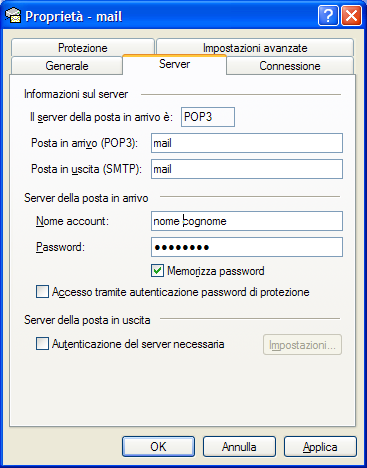 Proprietà - mail
Protezione
Impostazioni avanzate
Generale
Server
Connessione
Informazioni sul server
Il server della posta in arrivo è: POP3
Posta in arrivo (POP3): mail
Posta in uscita (SMTP): mail
Server della posta in arrivo
Nome account: nome cognome
Password: ●●●●●●●●
Memorizza password
Accesso tramite autenticazione password di protezione
Server della posta in uscita
Autenticazione del server necessaria
Impostazioni...
OK
Annulla
Applica